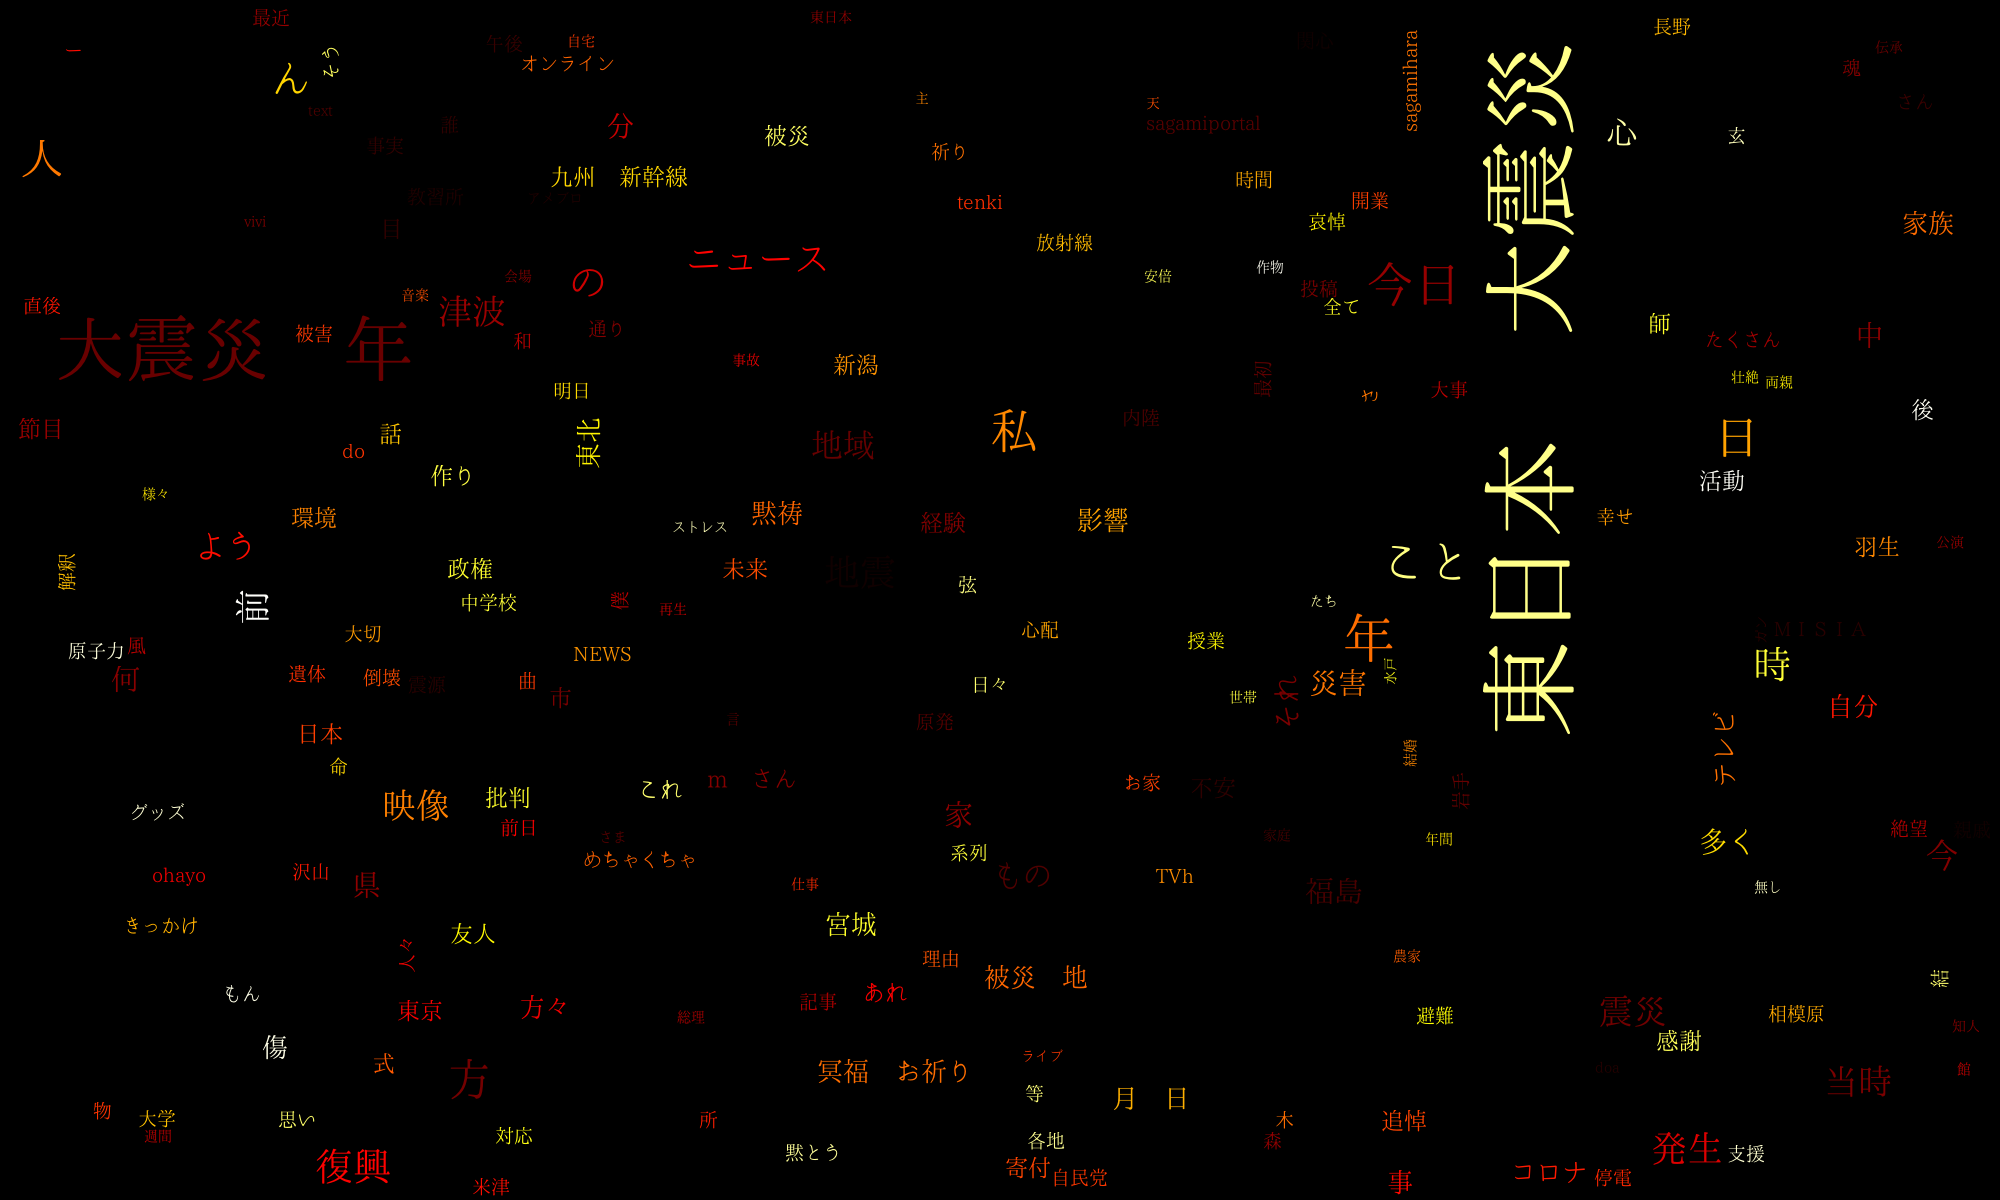 最近
東日本
ー
午後
自宅
オンライン
長野
伝承
魂
ん
そう
text
誰
分
主
天
sagamiportal
sagamihara
さん
人
事実
被災
祈り
心
玄
九州 新幹線
時間
教習所
tenki
開業
哀悼
家族
vivi
日
ニュース
放射線
大震災
会場
の
安倍
作物
今日
投稿
全て
直後
音楽
津波
大震災 年
被害
和
通り
師
たくさん
中
事故
新潟
最初
壮絶
両親
明日
や
大事
後
節目
話
東北
地域
私
内陸
日
do
作り
活動
様々
環境
ストレス
黙祷
経験
影響
東日本
幸せ
よう
羽生
公演
解釈
政権
未来
地震
弦
こと
前
中学校
僕
再生
たち
大切
心配
年
MISIA
原子力
風
NEWS
授業
水戸
時
何
遺体
倒壊
震源
曲
市
日々
世帯
それ
災害
自分
日本
言
原発
テレビ
命
結婚
映像
批判
これ
m さん
お家
不安
岩手
グッズ
前日
家
さま
家庭
年間
多く
絶望
めちゃくちゃ
系列
今
ohayo
沢山
県
仕事
もの
TVh
福島
無し
きっかけ
友人
宮城
人々
理由
農家
被災 地
結
もん
東京
方々
記事
あれ
総理
避難
震災
相模原
知人
傷
感謝
式
方
冥福 お祈り
ライブ
館
等
月 日
当時
物
大学
思い
所
木
追悼
週間
対応
黙とう
各地
森
復興
寄付
自民党
発生
支援
米津
事
コロナ
停電